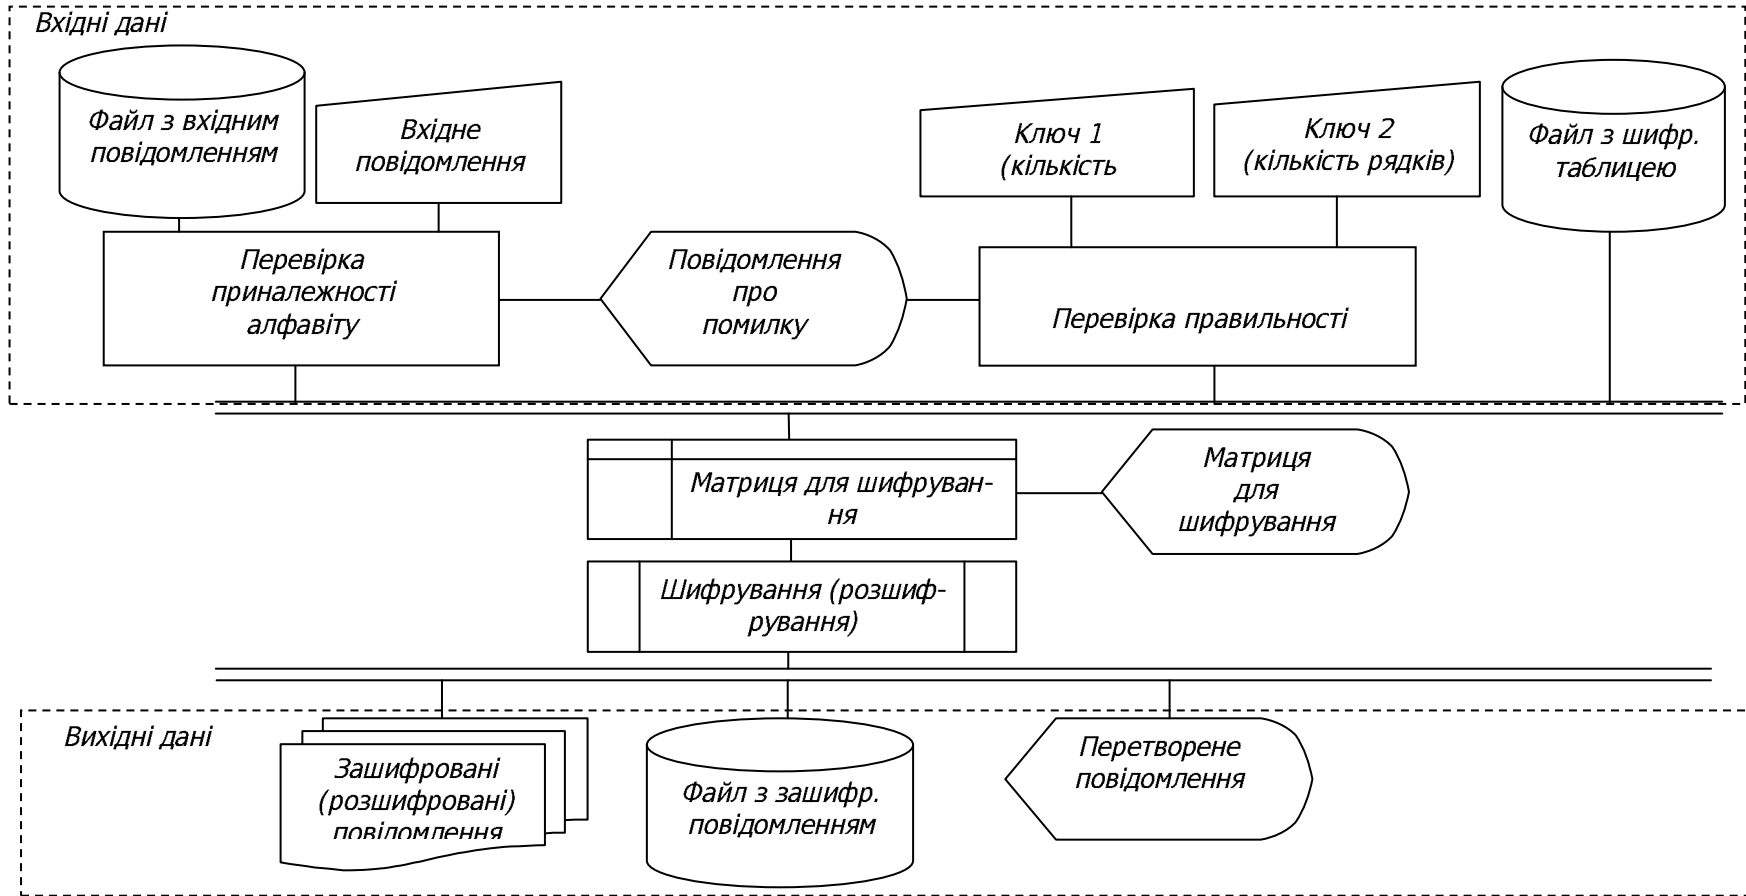 Вхідні дані
Файл з вхідним
повідомленням
Вхідне
повідомлення
Ключ 1
(кількість
Ключ 2
(кількість рядків)
Файл з шифр.
таблицею
Перевірка
приналежності
алфавіту
Повідомлення
про
помилку
Перевірка правильності
Матриця для шифруван-
ня
Матриця
для
шифрування
Шифрування (розшиф-
рування)
Вихідні дані
Зашифровані
(розшифровані)
повідомлення
Файл з зашифр.
повідомленням
Перетворене
повідомлення